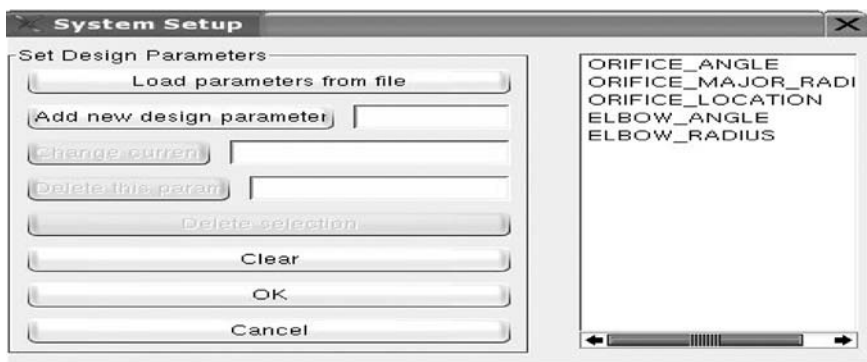 System Setup
Set Design Parameters
Load parameters from file
Add new design parameter
Change current
Delete this param
Delete selection
Clear
OK
Cancel
ORIFICE_ANGLE
ORIFICE_MAJOR_RADI
ORIFICE_LOCATION
ELBOW_ANGLE
ELBOW_RADIUS